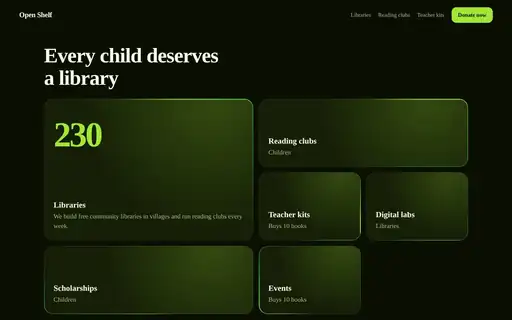 Open Shelf
Libraries
Reading clubs
Teacher kits
Donate now
Every child deserves
a library
230
Libraries
We build free community libraries in villages and run reading clubs every
week.
Reading clubs
Children
Teacher kits
Buys 10 books
Digital labs
Libraries
Scholarships
Children
Events
Buys 10 books